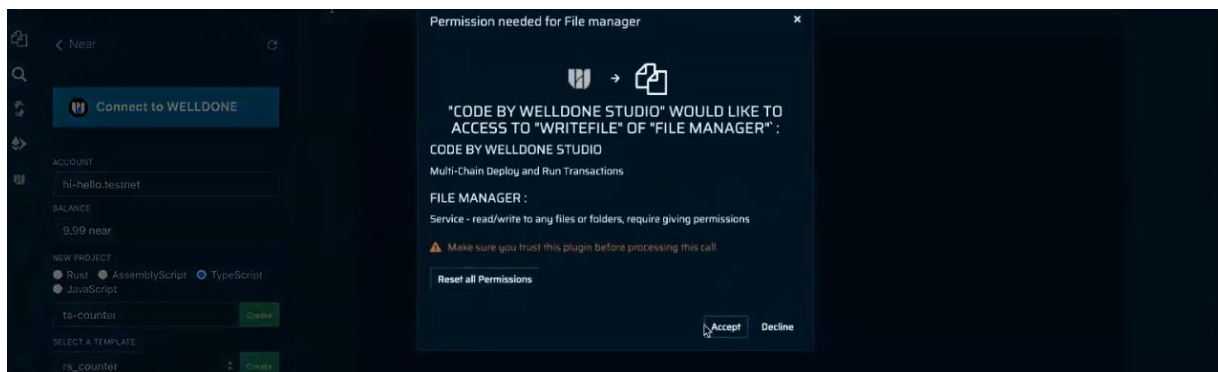 Near
Connect to WELLDONE
ACCOUNT
hi-hello.testnet
BALANCE
9.99 near
NEW PROJECT
Rust AssemblyScript TypeScript
JavaScript
ts-counter Create
SELECT A TEMPLATE
rs_counter Create
Permission needed for File manager
"CODE BY WELLDONE STUDIO" WOULD LIKE TO
ACCESS TO "WRITEFILE" OF "FILE MANAGER"` :
CODE BY WELLDONE STUDIO
Multi-Chain Deploy and Run Transactions
FILE MANAGER :
Service - read/write to any files or folders, require giving permissions
Make sure you trust this plugin before processing this call.
Reset all Permissions
Accept Decline